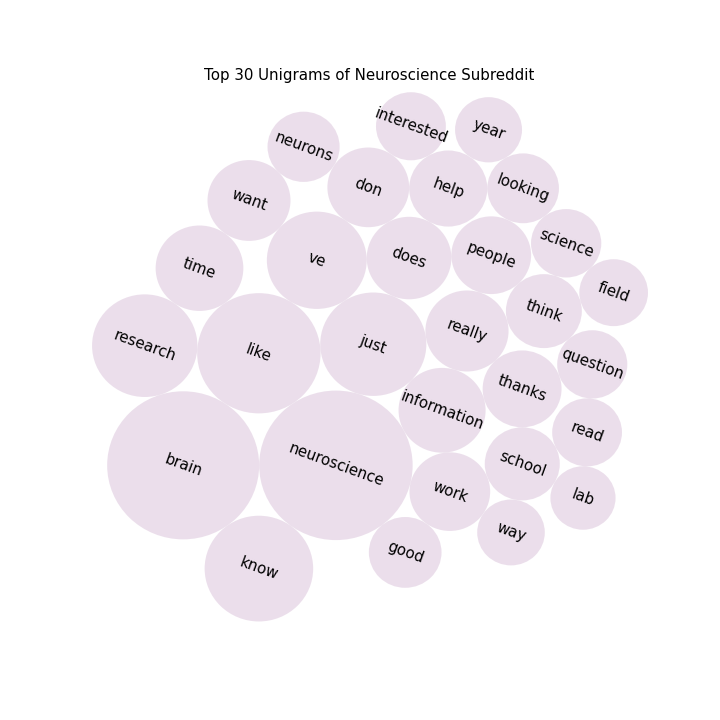 Top 30 Unigrams of Neuroscience Subreddit
interested
year
neurons
don
help
looking
want
science
ve
does
people
time
field
think
really
just
like
research
question
thanks
information
read
neuroscience
brain
school
work
lab
way
good
know